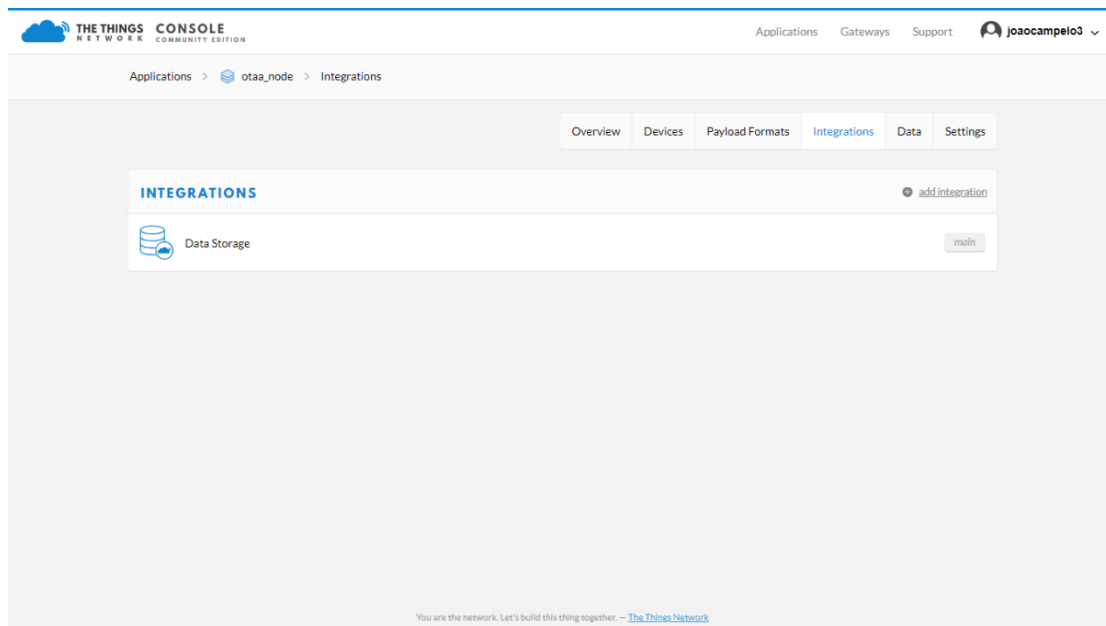 THE THINGS NETWORK CONSOLE COMMUNITY EDITION
Applications Gateways Support joaocampelo3
Applications > otaa_node > Integrations
Overview Devices Payload Formats Integrations Data Settings
INTEGRATIONS add integration
Data Storage main
You are the network. Let's build this thing together. — The Things Network